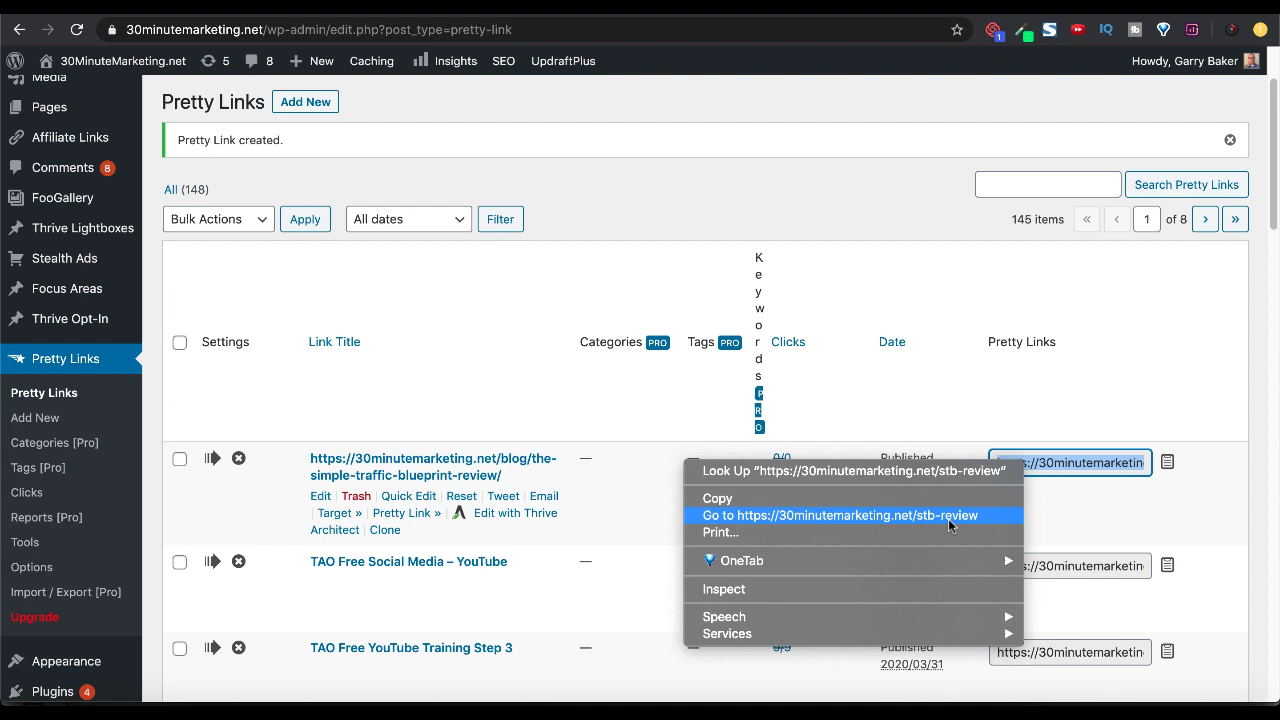 30minutemarketing.net/wp-admin/edit.php?post_type=pretty-link
1
IQ
30MinuteMarketing.net 5 8 New Caching Insights SEO UpdraftPlus Howdy, Garry Baker
Media
Pages
Affiliate Links
Comments 8
FooGallery
Thrive Lightboxes
Stealth Ads
Focus Areas
Thrive Opt-In
Pretty Links
Pretty Links
Add New
Categories [Pro]
Tags [Pro]
Clicks
Reports [Pro]
Tools
Options
Import / Export [Pro]
Upgrade
Appearance
Plugins 4
Pretty Links Add New
Pretty Link created.
All (148)
Search Pretty Links
Bulk Actions Apply All dates Filter
145 items « ‹ 1 of 8 › »
Settings Link Title Categories PRO Tags PRO Keywords PRO Clicks Date Pretty Links
https://30minutemarketing.net/blog/the-
simple-traffic-blueprint-review/
— — 0/0 Published
https://30minutemarketin
Edit | Trash | Quick Edit | Reset | Tweet | Email
| Target » | Pretty Link » | Edit with Thrive
Architect | Clone
TAO Free Social Media – YouTube
—
s://30minutemarketin
TAO Free YouTube Training Step 3
— — 9/9 Published
2020/03/31
https://30minutemarketin
Look Up “https://30minutemarketing.net/stb-review”
Copy
Go to https://30minutemarketing.net/stb-review
Print...
OneTab
Inspect
Speech
Services